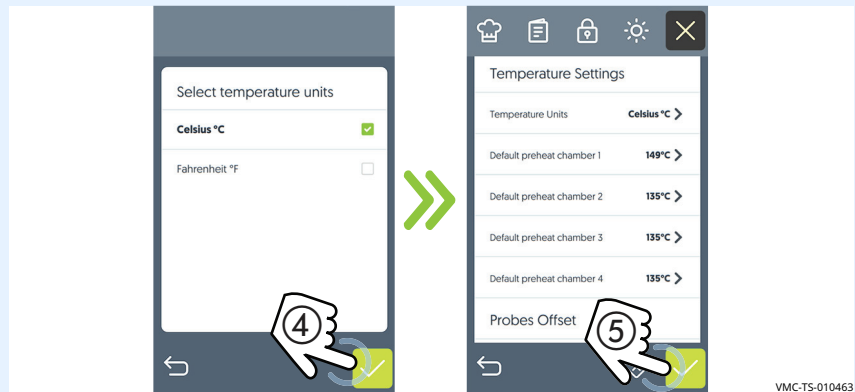 Select temperature units
Celsius °C
Fahrenheit °F
4
Temperature Settings
Temperature Units Celsius °C
Default preheat chamber 1 149°C
Default preheat chamber 2 135°C
Default preheat chamber 3 135°C
Default preheat chamber 4 135°C
Probes Offset
5
VMC-TS-010463